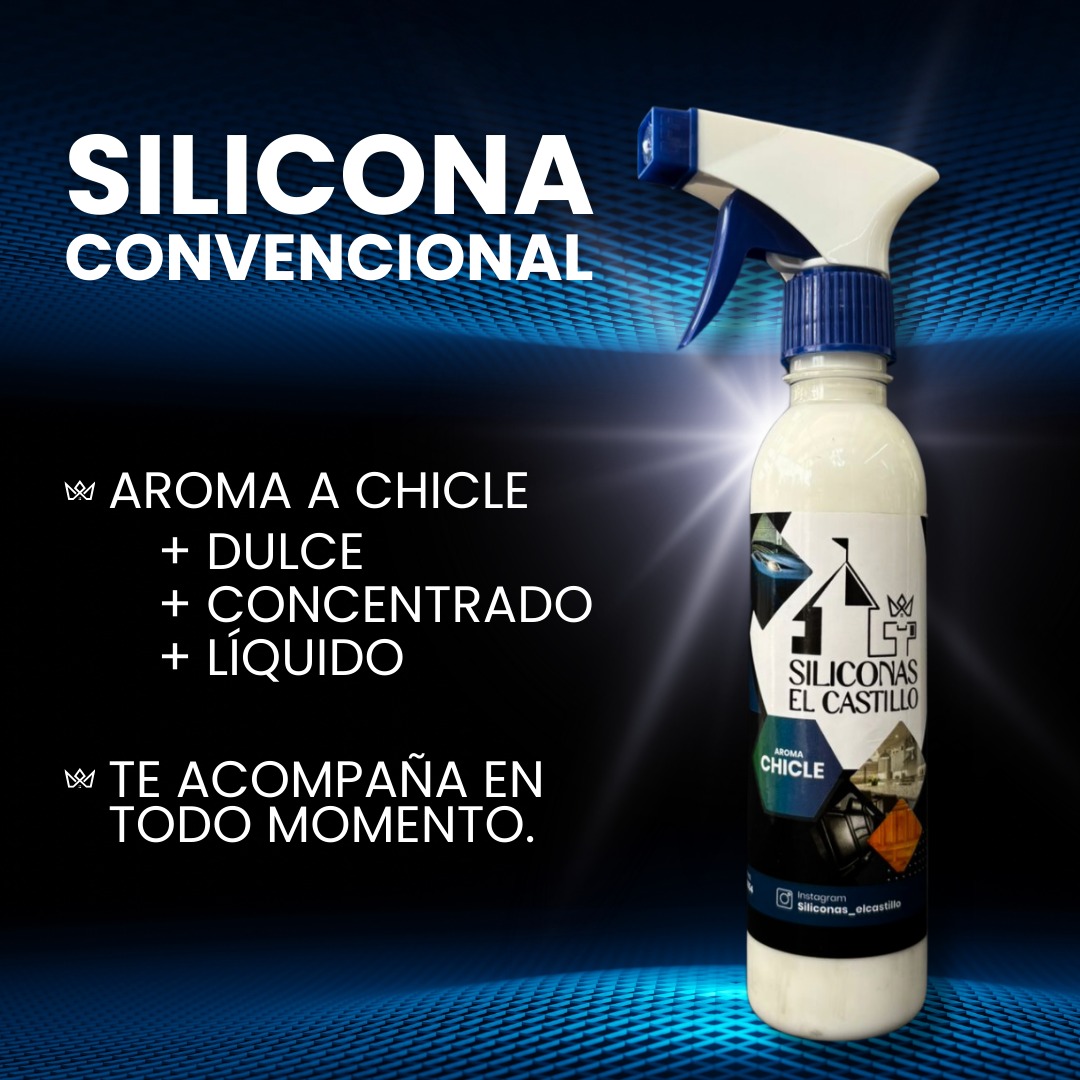 SILICONA
CONVENCIONAL
AROMA A CHICLE
+ DULCE
+ CONCENTRADO
+ LÍQUIDO
TE ACOMPAÑA EN
TODO MOMENTO.
SILICONAS
EL CASTILLO
AROMA
CHICLE
Instagram
Siliconas_elcastillo